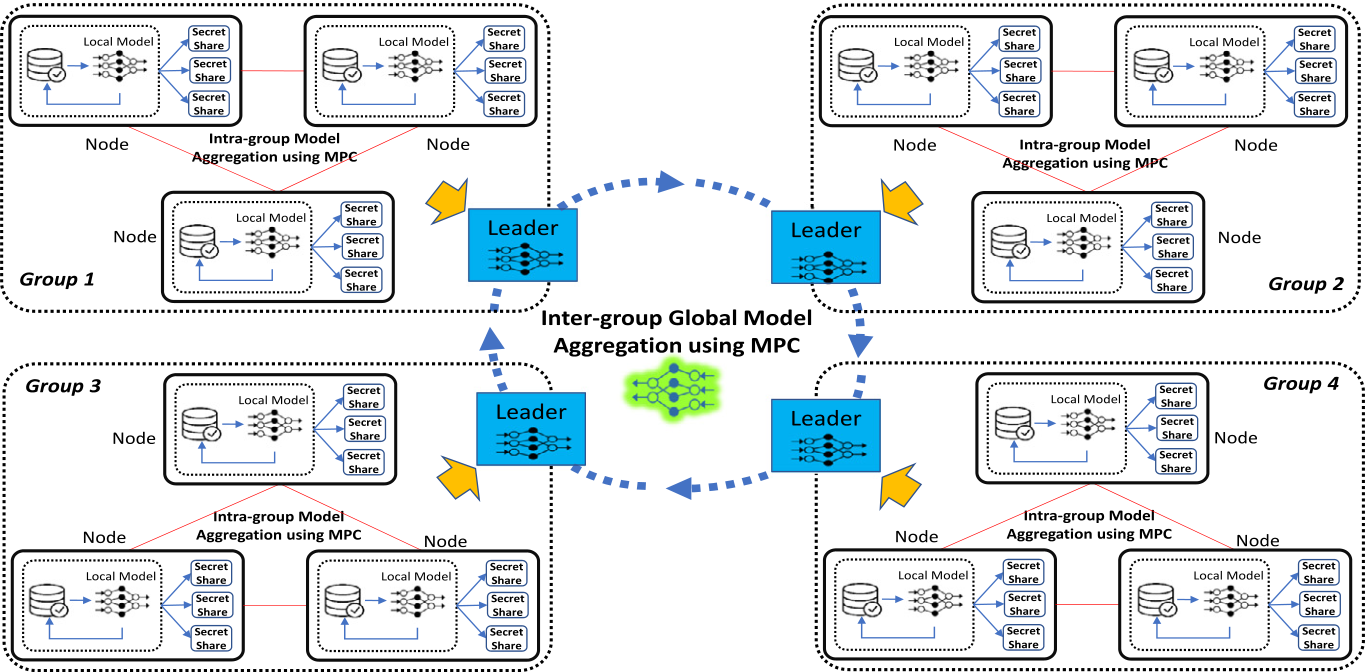 Local Model
Secret
Share
Secret
Share
Secret
Share
Local Model
Secret
Share
Secret
Share
Secret
Share
Node
Intra-group Model
Aggregation using MPC
Node
Local Model
Secret
Share
Secret
Share
Secret
Share
Node
Group 1
Leader
Local Model
Secret
Share
Secret
Share
Secret
Share
Local Model
Secret
Share
Secret
Share
Secret
Share
Node
Intra-group Model
Aggregation using MPC
Node
Local Model
Secret
Share
Secret
Share
Secret
Share
Node
Group 2
Leader
Inter-group Global Model
Aggregation using MPC
Group 3
Local Model
Secret
Share
Secret
Share
Secret
Share
Node
Leader
Node
Intra-group Model
Aggregation using MPC
Node
Local Model
Secret
Share
Secret
Share
Secret
Share
Local Model
Secret
Share
Secret
Share
Secret
Share
Leader
Group 4
Local Model
Secret
Share
Secret
Share
Secret
Share
Node
Node
Intra-group Model
Aggregation using MPC
Node
Local Model
Secret
Share
Secret
Share
Secret
Share
Local Model
Secret
Share
Secret
Share
Secret
Share